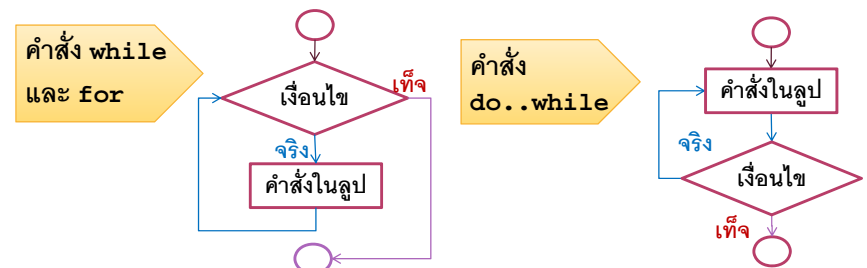 คำสั่ง while
และ for
เงื่อนไข
เท็จ
จริง
คำสั่งในลูป
คำสั่ง
do..while
คำสั่งในลูป
จริง
เงื่อนไข
เท็จ